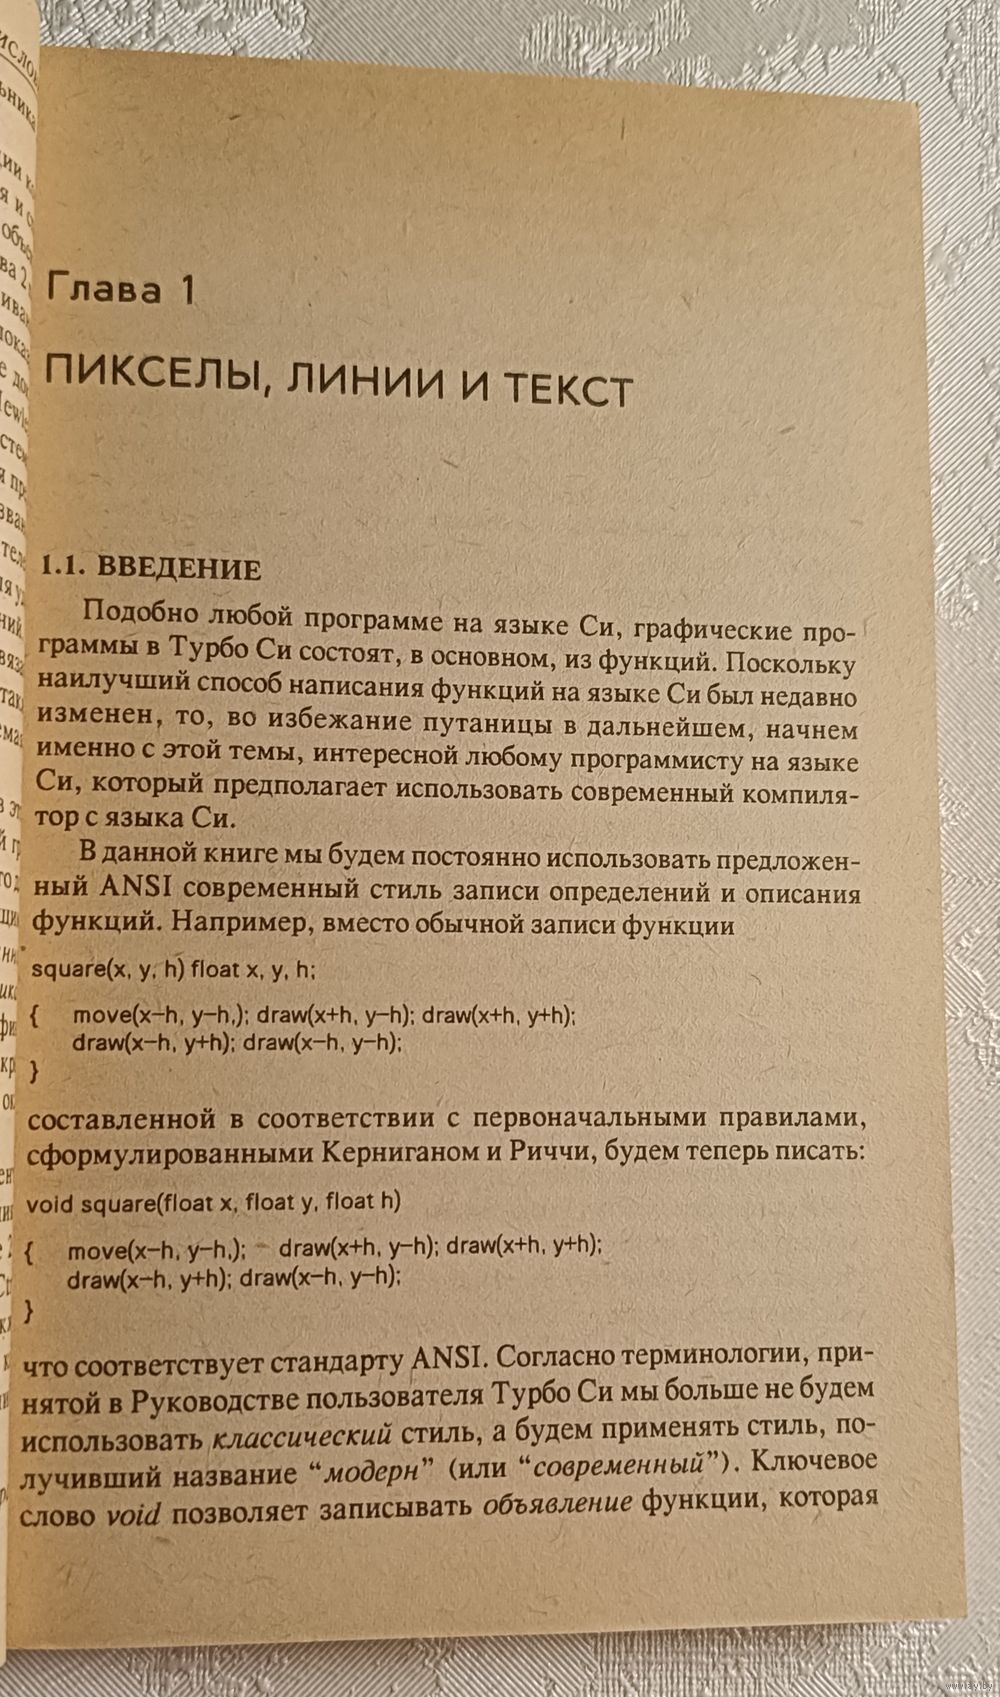 Глава 1
ПИКСЕЛЫ, ЛИНИИ И ТЕКСТ
1.1. ВВЕДЕНИЕ
Подобно любой программе на языке Си, графические про-
граммы в Турбо Си состоят, в основном, из функций. Поскольку
наилучший способ написания функций на языке Си был недавно
изменен, то, во избежание путаницы в дальнейшем, начнем
именно с этой темы, интересной любому программисту на языке
Си, который предполагает использовать современный компиля-
тор с языка Си.
В данной книге мы будем постоянно использовать предложен-
ный ANSI современный стиль записи определений и описания
функций. Например, вместо обычной записи функции
square(x, y, h) float x, y, h;
{ move(x–h, y–h,); draw(x+h, y–h); draw(x+h, y+h);
draw(x–h, y+h); draw(x–h, y–h);
}
составленной в соответствии с первоначальными правилами,
сформулированными Керниганом и Риччи, будем теперь писать:
void square(float x, float y, float h)
{ move(x–h, y–h,); draw(x+h, y–h); draw(x+h, y+h);
draw(x–h, y+h); draw(x–h, y–h);
}
что соответствует стандарту ANSI. Согласно терминологии, при-
нятой в Руководстве пользователя Турбо Си мы больше не будем
использовать классический стиль, а будем применять стиль, по-
лучивший название “модерн” (или “современный”). Ключевое
слово void позволяет записывать объявление функции, которая